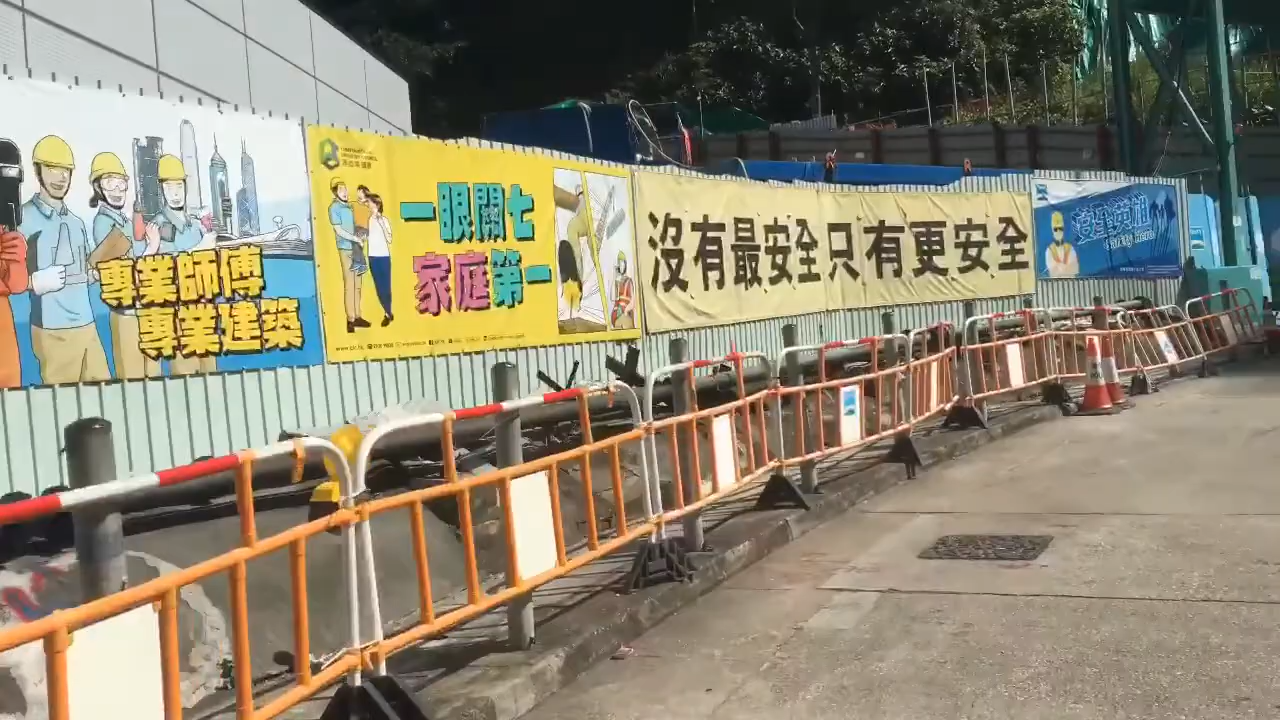 專業師傅
專業建築
一眼關七
家庭第一
沒有最安全只有更安全
安全英雄
Safety Hero